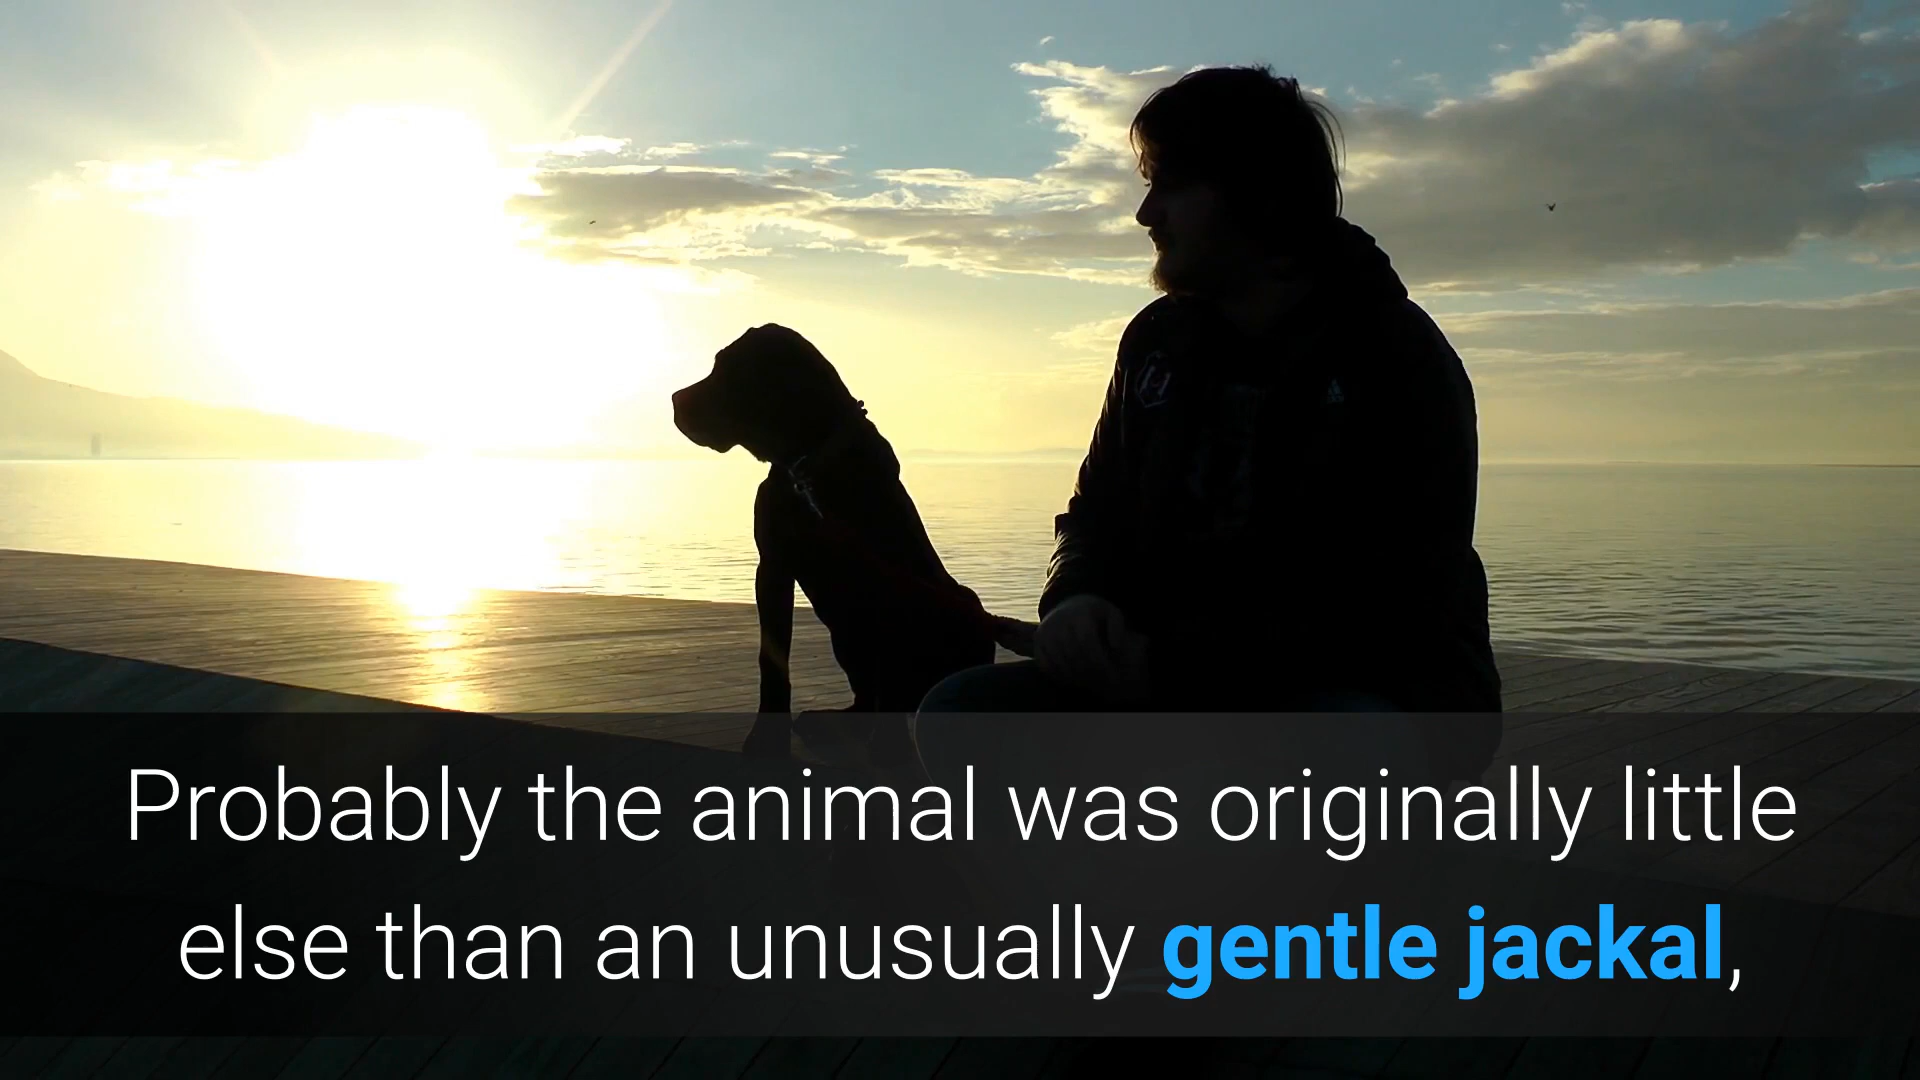 Probably the animal was originally little
else than an unusually gentle jackal,